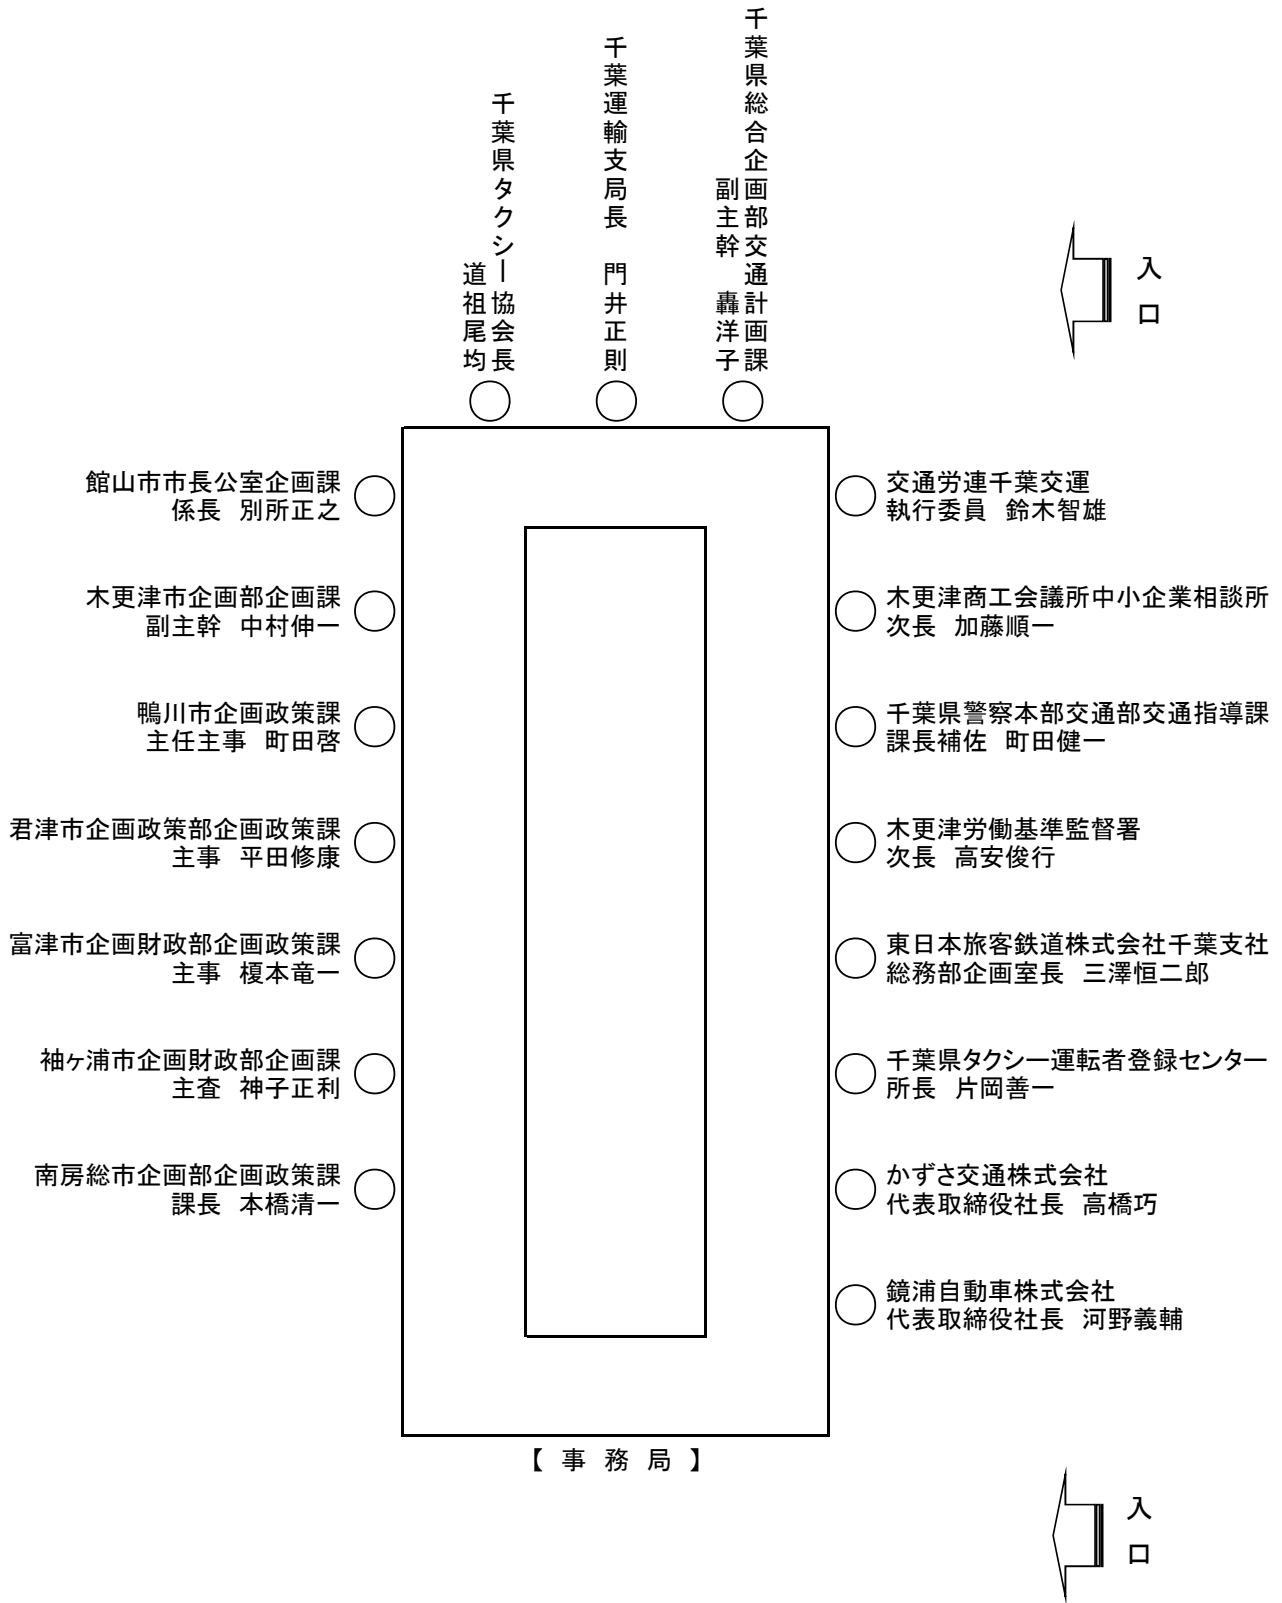 千葉県総合企画部交通計画課
副主幹　轟洋子
千葉運輸支局長　門井正則
千葉県タクシー協会長
道祖尾均
入
口
館山市市長公室企画課
係長　別所正之
木更津市企画部企画課
副主幹　中村伸一
鴨川市企画政策課
主任主事　町田啓
君津市企画政策部企画政策課
主事　平田修康
富津市企画財政部企画政策課
主事　榎本竜一
袖ヶ浦市企画財政部企画課
主査　神子正利
南房総市企画部企画政策課
課長　本橋清一
交通労連千葉交運
執行委員　鈴木智雄
木更津商工会議所中小企業相談所
次長　加藤順一
千葉県警察本部交通部交通指導課
課長補佐　町田健一
木更津労働基準監督署
次長　高安俊行
東日本旅客鉄道株式会社千葉支社
総務部企画室長　三澤恒二郎
千葉県タクシー運転者登録センター
所長　片岡善一
かずさ交通株式会社
代表取締役社長　高橋巧
鏡浦自動車株式会社
代表取締役社長　河野義輔
【 事 務 局 】
入
口